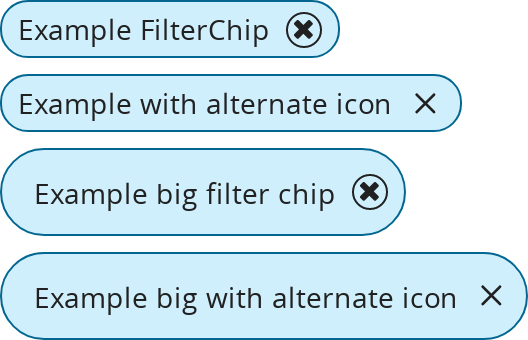 Example FilterChip
Example with alternate icon
Example big filter chip
Example big with alternate icon